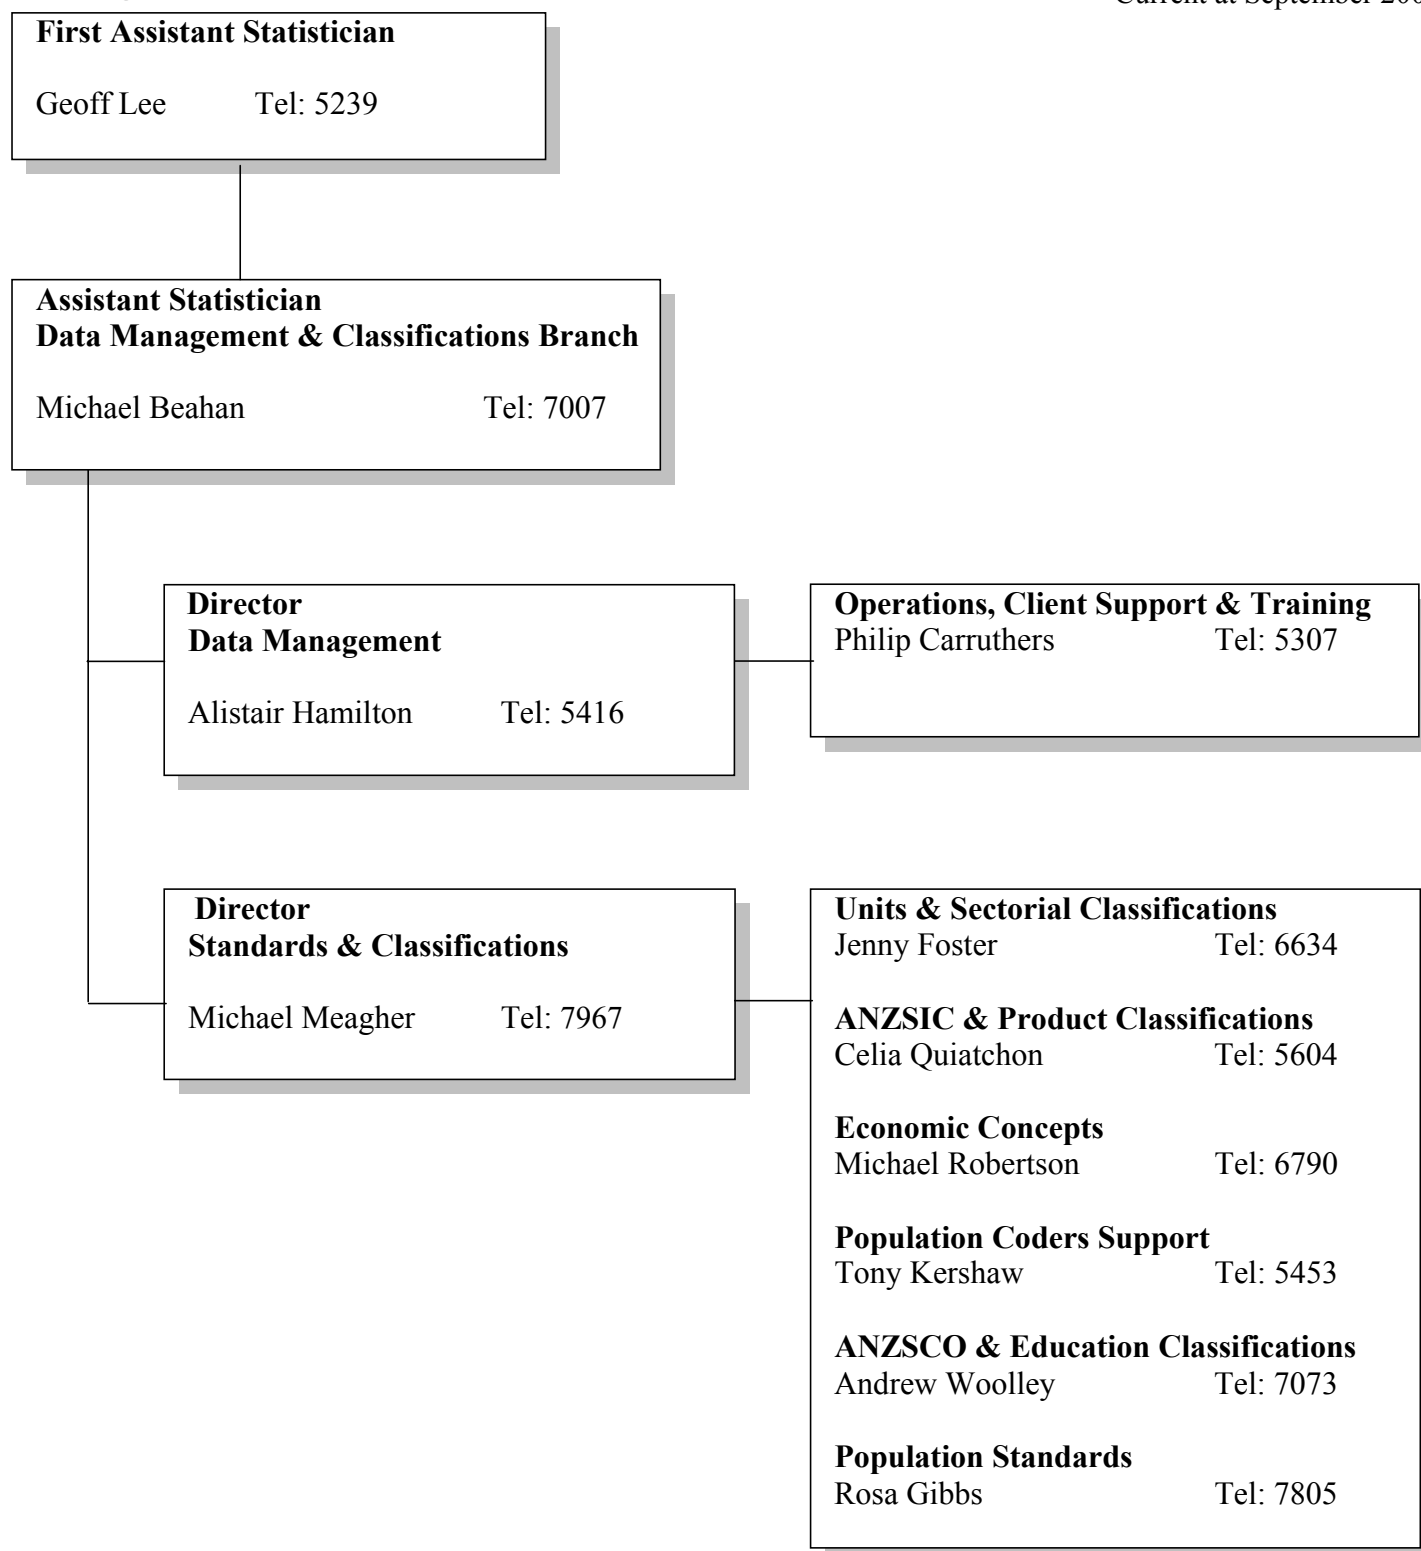 Current at September
First Assistant Statistician
Geoff Lee Tel: 5239
Assistant Statistician
Data Management & Classifications Branch
Michael Beahan Tel: 7007
Director
Data Management
Alistair Hamilton Tel: 5416
Operations, Client Support & Training
Philip Carruthers Tel: 5307
Director
Standards & Classifications
Michael Meagher Tel: 7967
Units & Sectorial Classifications
Jenny Foster Tel: 6634
ANZSIC & Product Classifications
Celia Quiatchon Tel: 5604
Economic Concepts
Michael Robertson Tel: 6790
Population Coders Support
Tony Kershaw Tel: 5453
ANZSCO & Education Classifications
Andrew Woolley Tel: 7073
Population Standards
Rosa Gibbs Tel: 7805